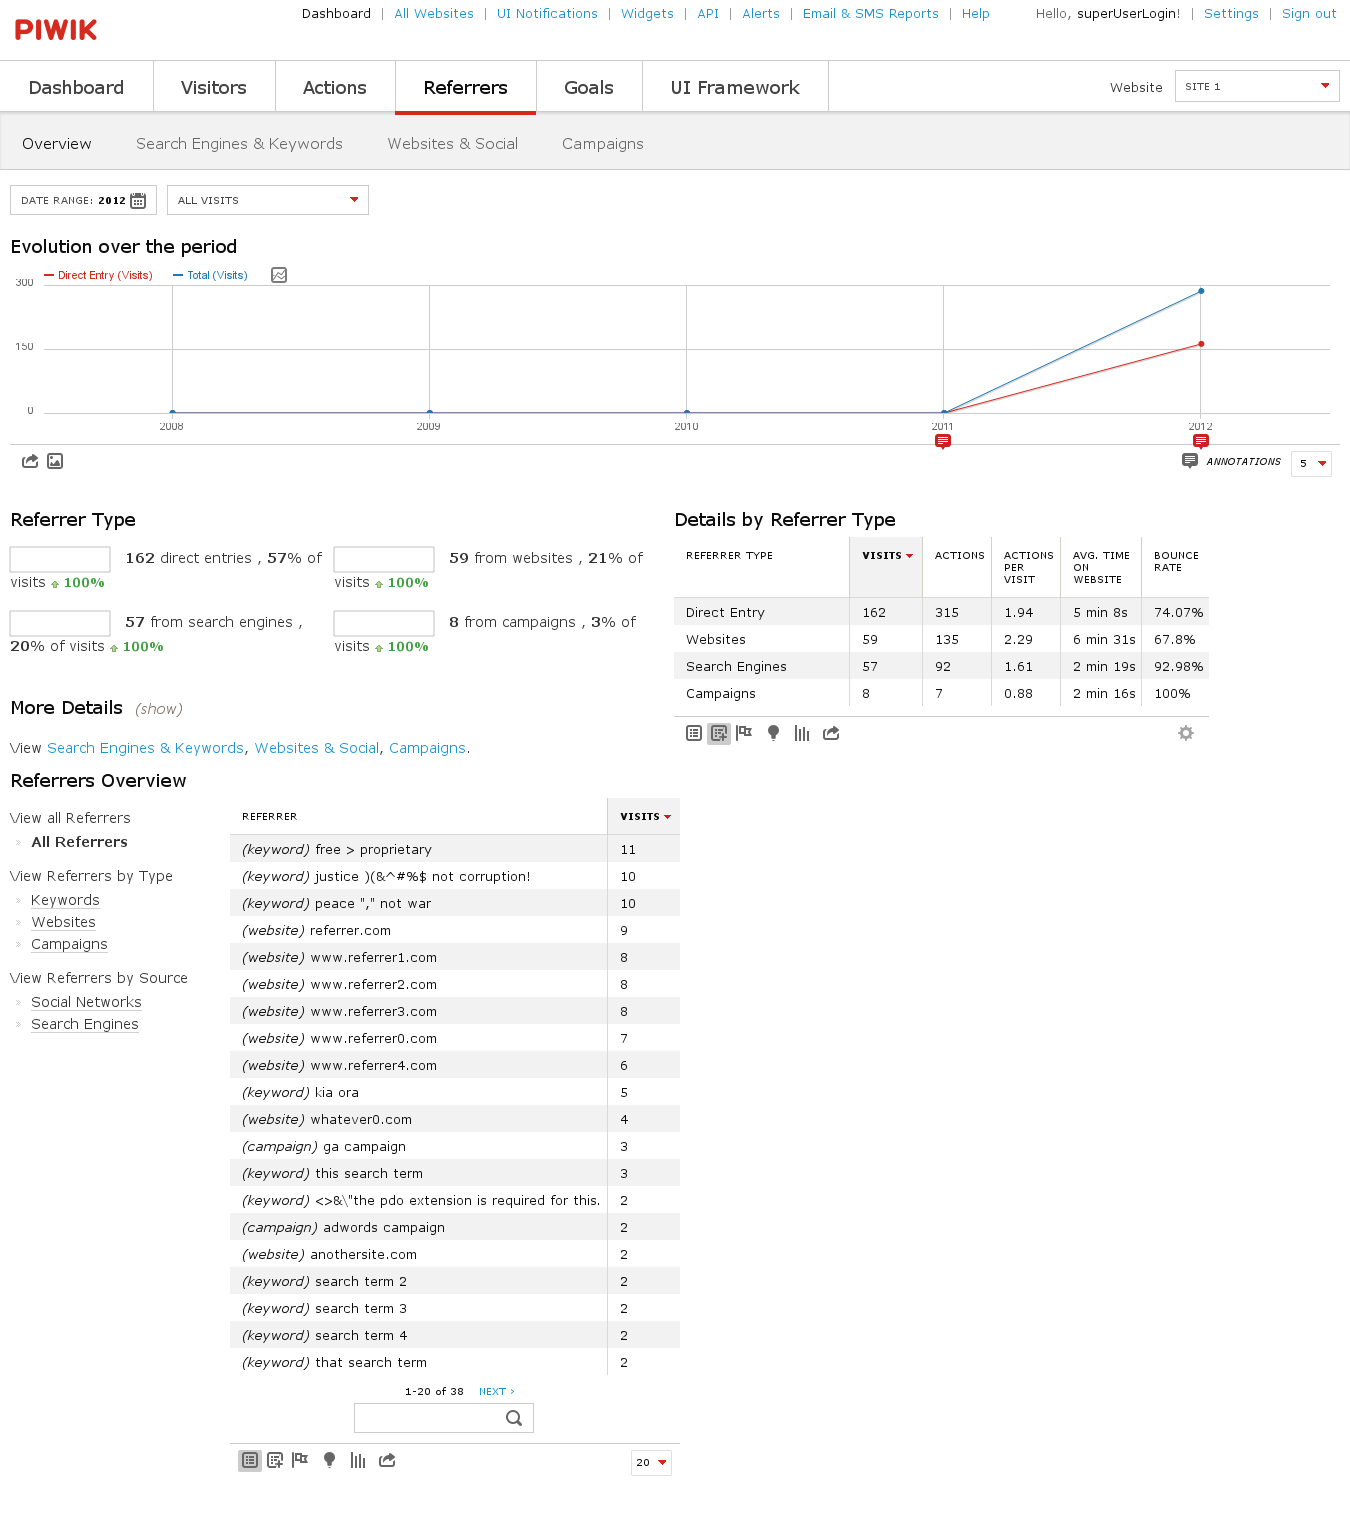 Dashboard | All Websites | UI Notifications | Widgets | API | Alerts | Email & SMS Reports | Help Hello, superUserLogin! | Settings | Sign out
PIWIK
Dashboard Visitors Actions Referrers Goals UI Framework Website SITE 1
Overview Search Engines & Keywords Websites & Social Campaigns
DATE RANGE: 2012 ALL VISITS
Evolution over the period
Direct Entry (Visits) Total (Visits)
300
150
0
2008 2009 2010 2011 2012
ANNOTATIONS 5
Referrer Type
162 direct entries , 57% of visits 100%
59 from websites , 21% of visits 100%
57 from search engines , 20% of visits 100%
8 from campaigns , 3% of visits 100%
Details by Referrer Type
REFERRER TYPE VISITS ACTIONS ACTIONS PER VISIT AVG. TIME ON WEBSITE BOUNCE RATE
Direct Entry 162 315 1.94 5 min 8s 74.07%
Websites 59 135 2.29 6 min 31s 67.8%
Search Engines 57 92 1.61 2 min 19s 92.98%
Campaigns 8 7 0.88 2 min 16s 100%
More Details (show)
View Search Engines & Keywords, Websites & Social, Campaigns.
Referrers Overview
View all Referrers
» All Referrers
View Referrers by Type
» Keywords
» Websites
» Campaigns
View Referrers by Source
» Social Networks
» Search Engines
REFERRER VISITS
(keyword) free > proprietary 11
(keyword) justice )(&^#%$ not corruption! 10
(keyword) peace "," not war 10
(website) referrer.com 9
(website) www.referrer1.com 8
(website) www.referrer2.com 8
(website) www.referrer3.com 8
(website) www.referrer0.com 7
(website) www.referrer4.com 6
(keyword) kia ora 5
(website) whatever0.com 4
(campaign) ga campaign 3
(keyword) this search term 3
(keyword) <>&\"the pdo extension is required for this. 2
(campaign) adwords campaign 2
(website) anothersite.com 2
(keyword) search term 2 2
(keyword) search term 3 2
(keyword) search term 4 2
(keyword) that search term 2
1-20 of 38 NEXT ›
20